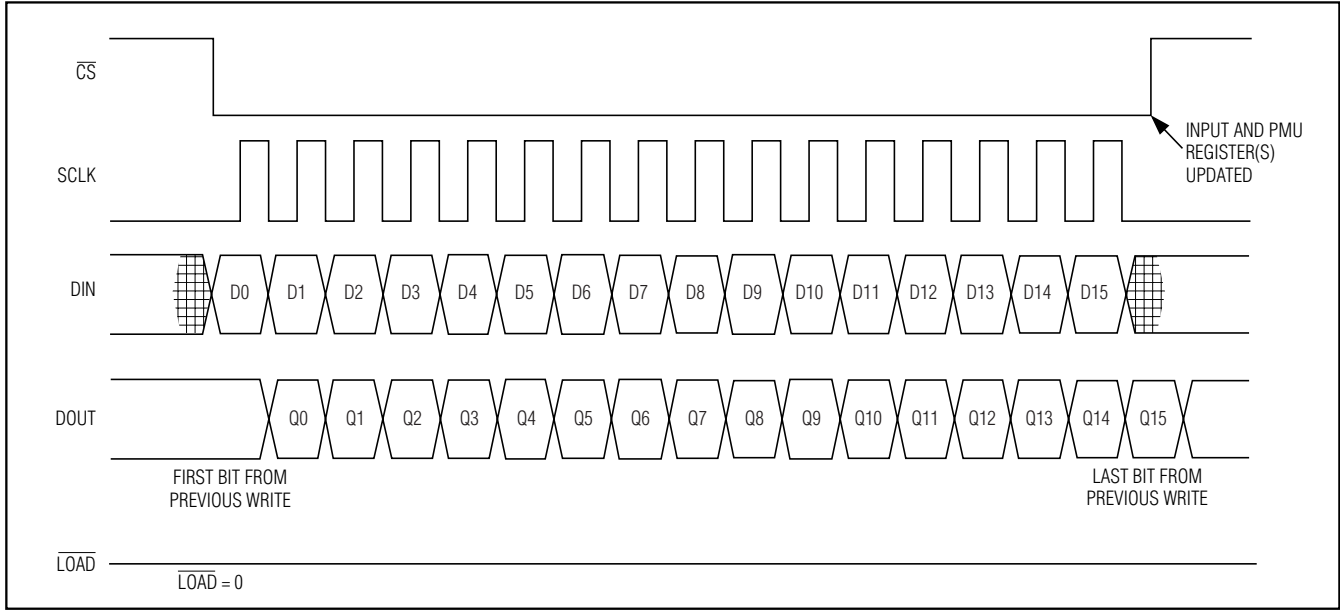 CS
INPUT AND PMU
REGISTER(S)
UPDATED
SCLK
DIN
D0 D1 D2 D3 D4 D5 D6 D7 D8 D9 D10 D11 D12 D13 D14 D15
DOUT
Q0 Q1 Q2 Q3 Q4 Q5 Q6 Q7 Q8 Q9 Q10 Q11 Q12 Q13 Q14 Q15
FIRST BIT FROM
PREVIOUS WRITE
LAST BIT FROM
PREVIOUS WRITE
LOAD
LOAD = 0